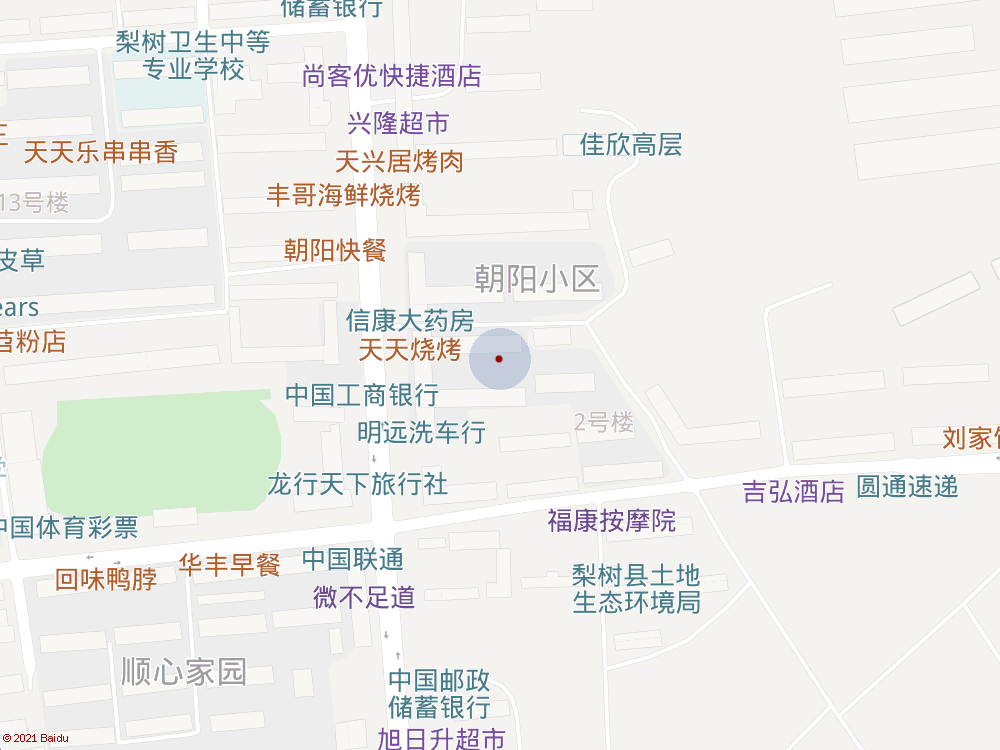 储蓄银行
梨树卫生中等
专业学校
尚客优快捷酒店
兴隆超市
天天乐串串香
天兴居烤肉
佳欣高层
13号楼
丰哥海鲜烧烤
朝阳快餐
皮草
朝阳小区
ears
信康大药房
粉店
天天烧烤
中国工商银行
2号楼
明远洗车行
刘家
龙行天下旅行社
吉弘酒店
圆通速递
中国体育彩票
福康按摩院
华丰早餐
中国联通
回味鸭脖
微不足道
梨树县土地
生态环境局
顺心家园
中国邮政
储蓄银行
旭日升超市
© 2021 Baidu